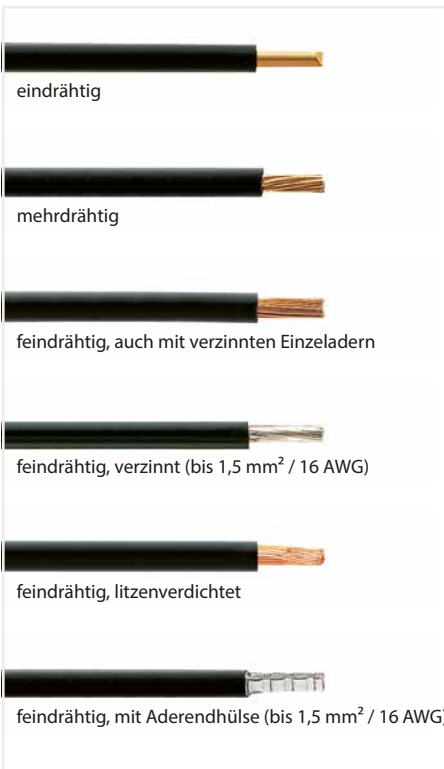 eindrähtig
mehrdrähtig
feindrähtig, auch mit verzinnten Einzeladern
feindrähtig, verzinnt (bis 1,5 mm² / 16 AWG)
feindrähtig, litzenverdichtet
feindrähtig, mit Aderendhülse (bis 1,5 mm² / 16 AWG)